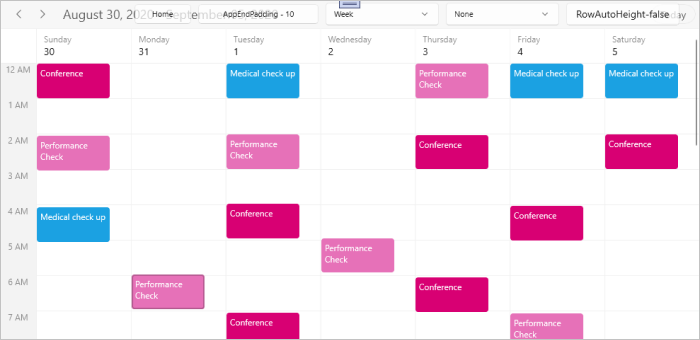 August 30, 2020 - September
Home
AppEndPadding - 10
Week
None
RowAutoHeight-false
Sunday Monday Tuesday Wednesday Thursday Friday Saturday
30 31 1 2 3 4 5
12 AM
Conference Medical check up Performance Check Medical check up Medical check up
1 AM
2 AM
Performance Check Performance Check Conference Conference
3 AM
4 AM
Medical check up Conference Conference
5 AM
Performance Check
6 AM
Performance Check Conference
7 AM
Conference Performance Check